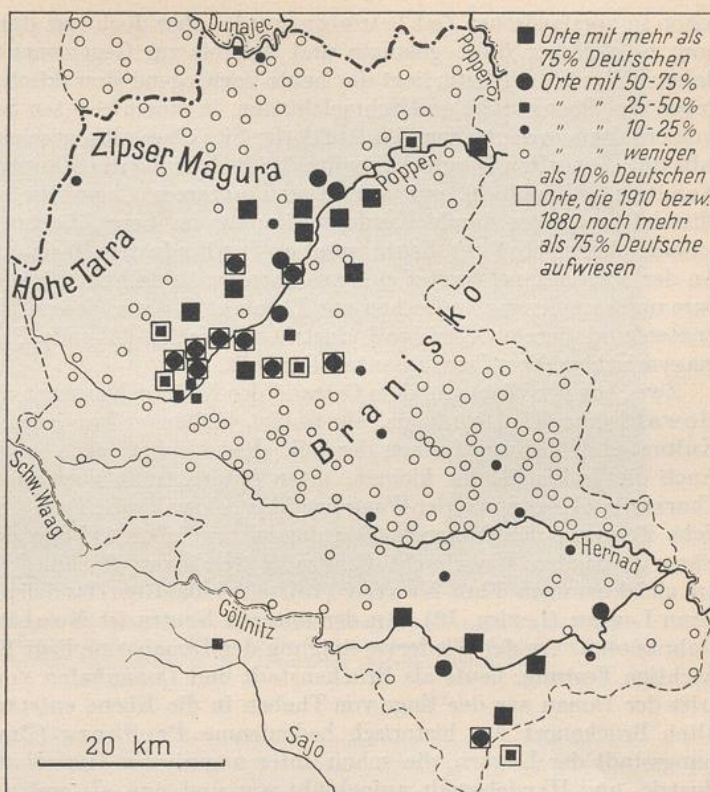 Dunajec
Popper
Orte mit mehr als
75% Deutschen
Orte mit 50-75%
" " 25-50%
" " 10-25%
" " weniger
als 10% Deutschen
Orte, die 1910 bezw.
1880 noch mehr
als 75% Deutsche
aufwiesen
Zipser Magura
Popper
Hohe Tatra
Branisko
Schw. Waag
Hernad
Göllnitz
Sajo
20 km